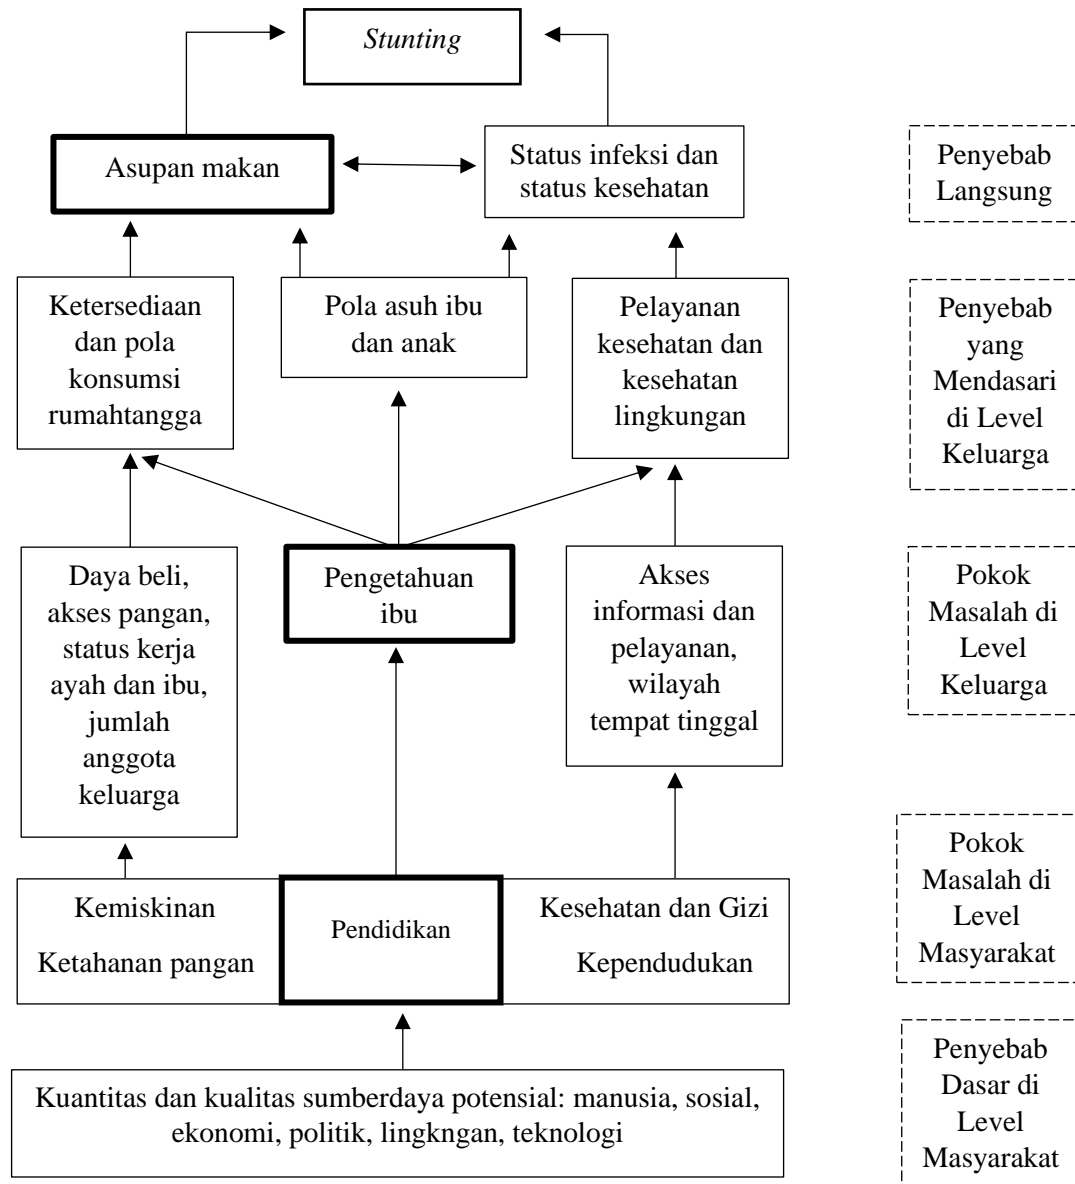 Stunting
Asupan makan
Status infeksi dan
status kesehatan
Penyebab
Langsung
Ketersediaan
dan pola
konsumsi
rumahtangga
Pola asuh ibu
dan anak
Pelayanan
kesehatan dan
kesehatan
lingkungan
Penyebab
yang
Mendasari
di Level
Keluarga
Daya beli,
akses pangan,
status kerja
ayah dan ibu,
jumlah
anggota
keluarga
Pengetahuan
ibu
Akses
informasi dan
pelayanan,
wilayah
tempat tinggal
Pokok
Masalah di
Level
Keluarga
Kemiskinan
Ketahanan pangan
Pendidikan
Kesehatan dan Gizi
Kependudukan
Pokok
Masalah di
Level
Masyarakat
Kuantitas dan kualitas sumberdaya potensial: manusia, sosial,
ekonomi, politik, lingkngan, teknologi
Penyebab
Dasar di
Level
Masyarakat